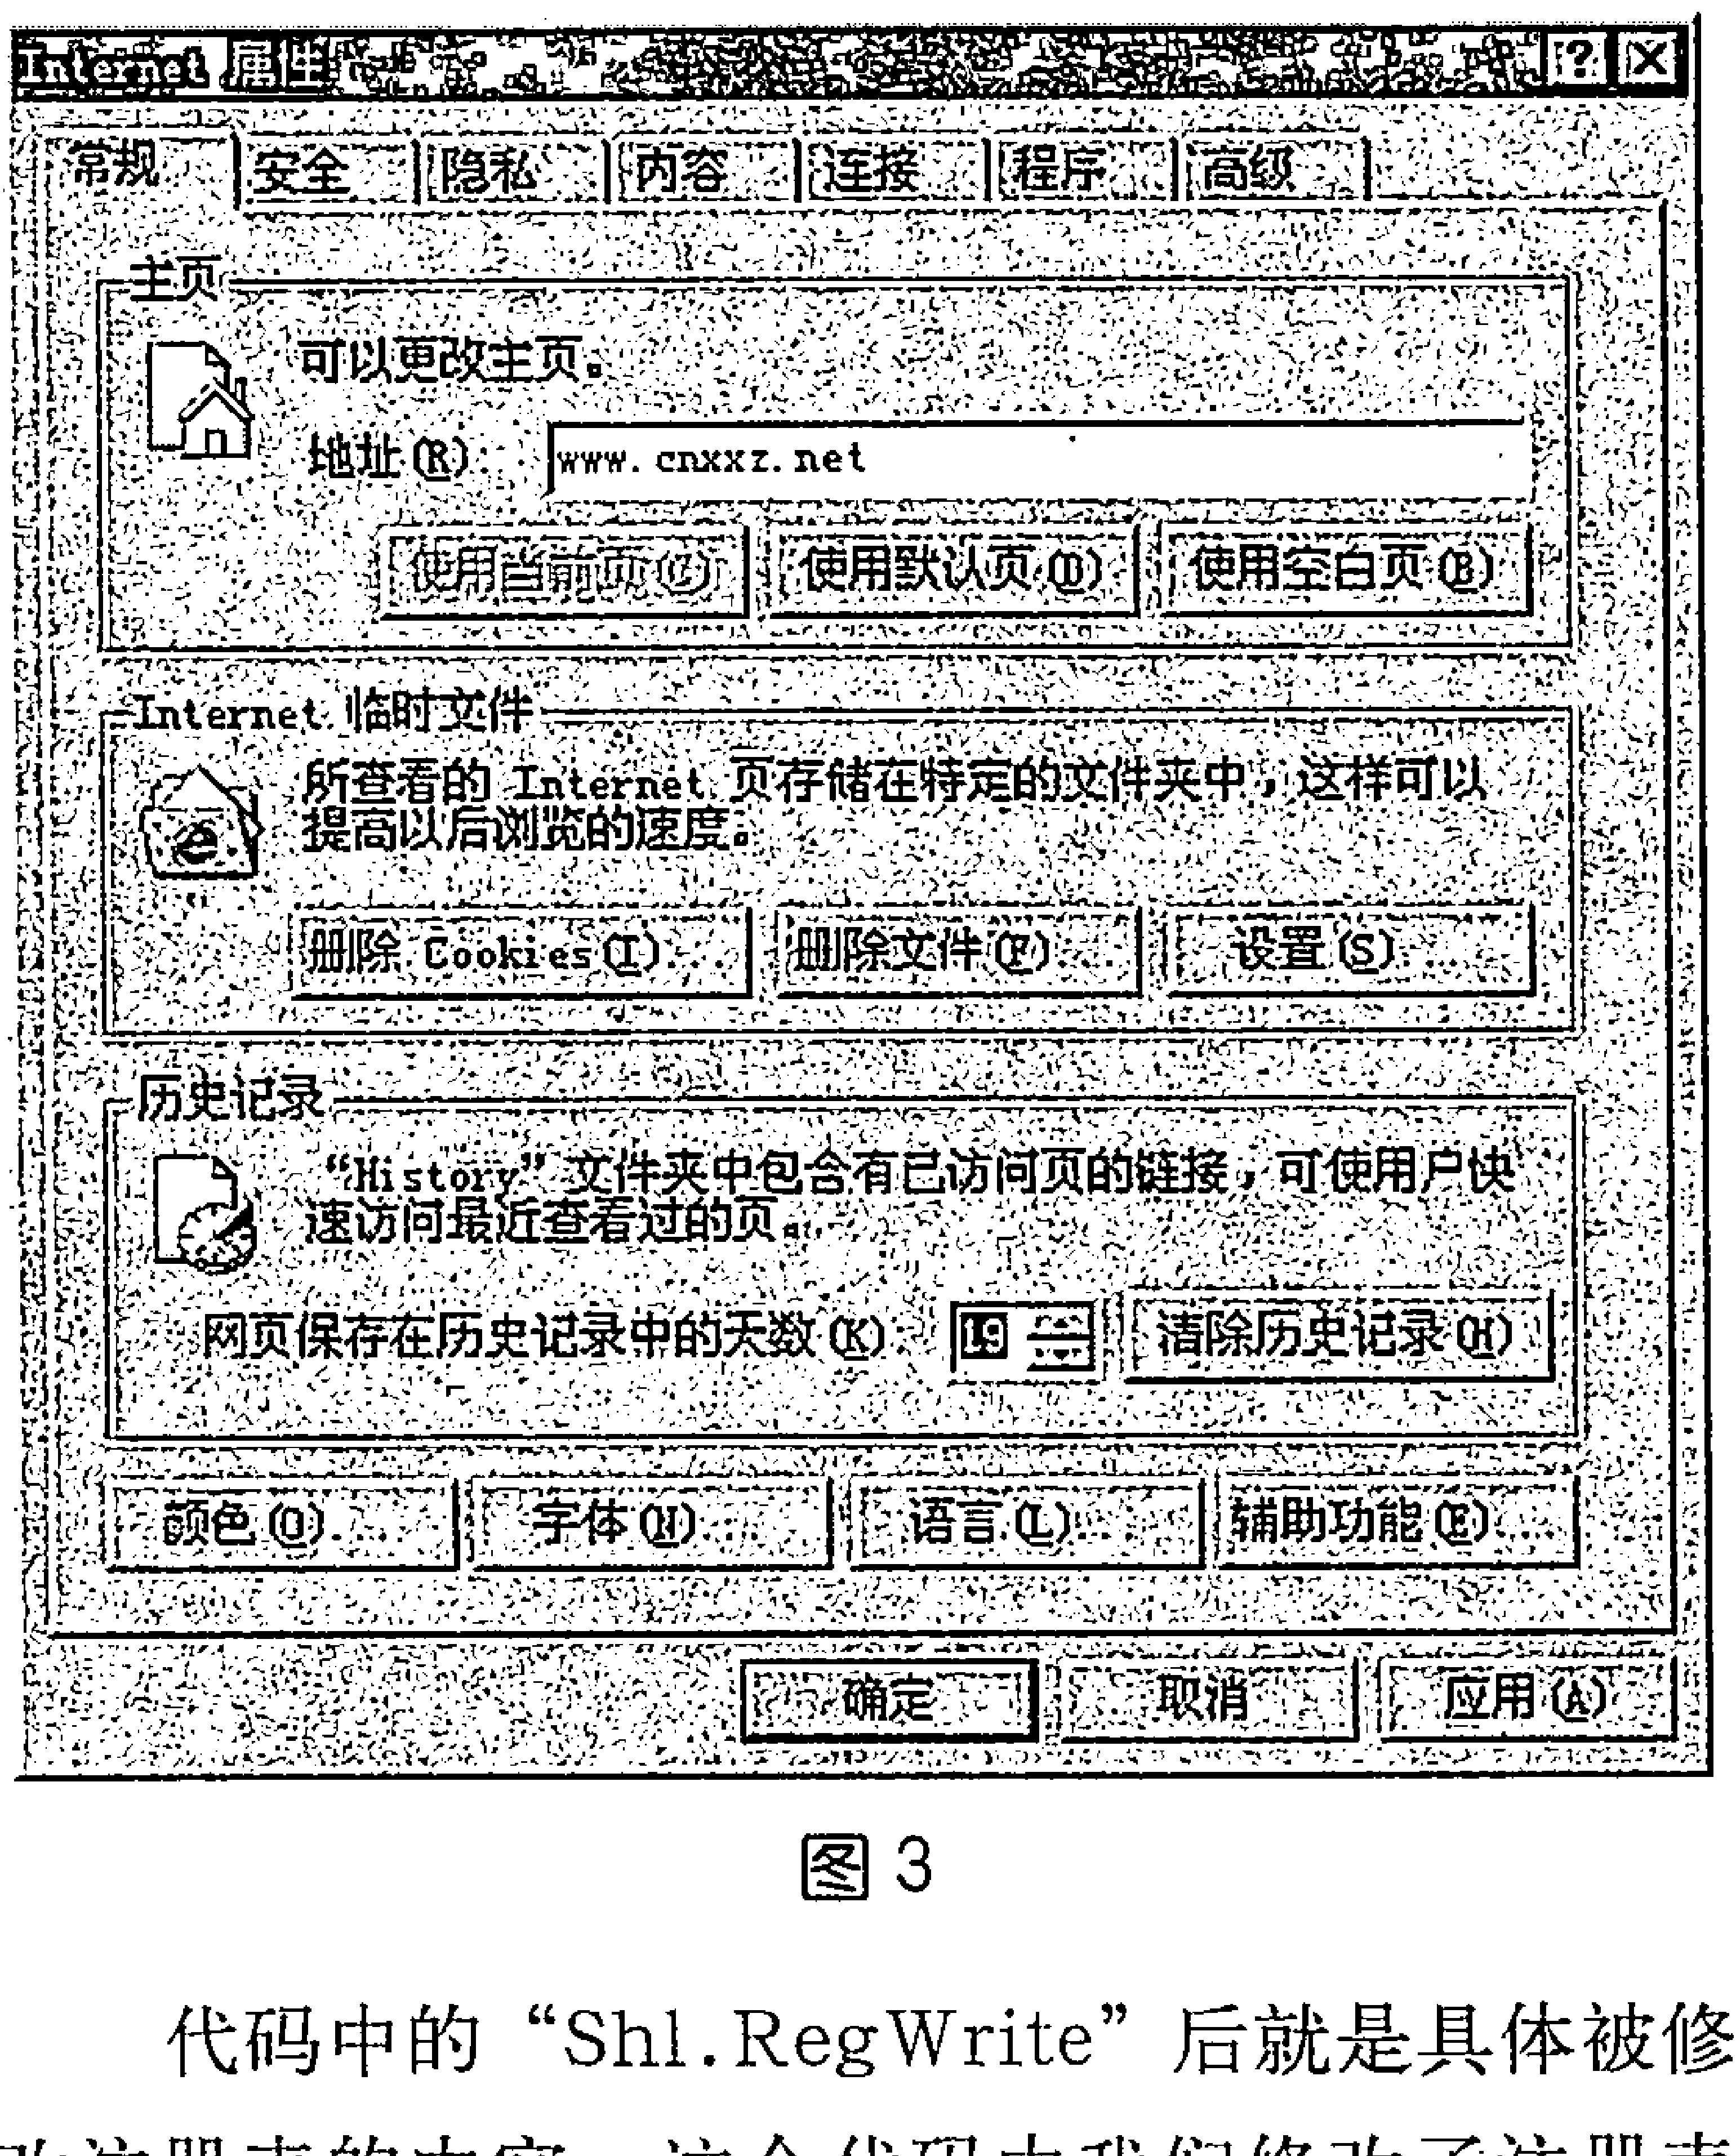 Internet 属性
常规 安全 隐私 内容 连接 程序 高级
主页
可以更改主页。
地址(R): www.cnxxz.net
使用当前页(C) 使用默认页(D) 使用空白页(B)
Internet 临时文件
所查看的 Internet 页存储在特定的文件夹中，这样可以
提高以后浏览的速度。
删除 Cookies(I)... 删除文件(F)... 设置(S)...
历史记录
“History”文件夹中包含有已访问页的链接，可使用户快
速访问最近查看过的页。
网页保存在历史记录中的天数(K): 19 清除历史记录(H)
颜色(O)... 字体(N)... 语言(L)... 辅助功能(E)...
确定 取消 应用(A)
图 3
代码中的“Shl.RegWrite”后就是具体被修